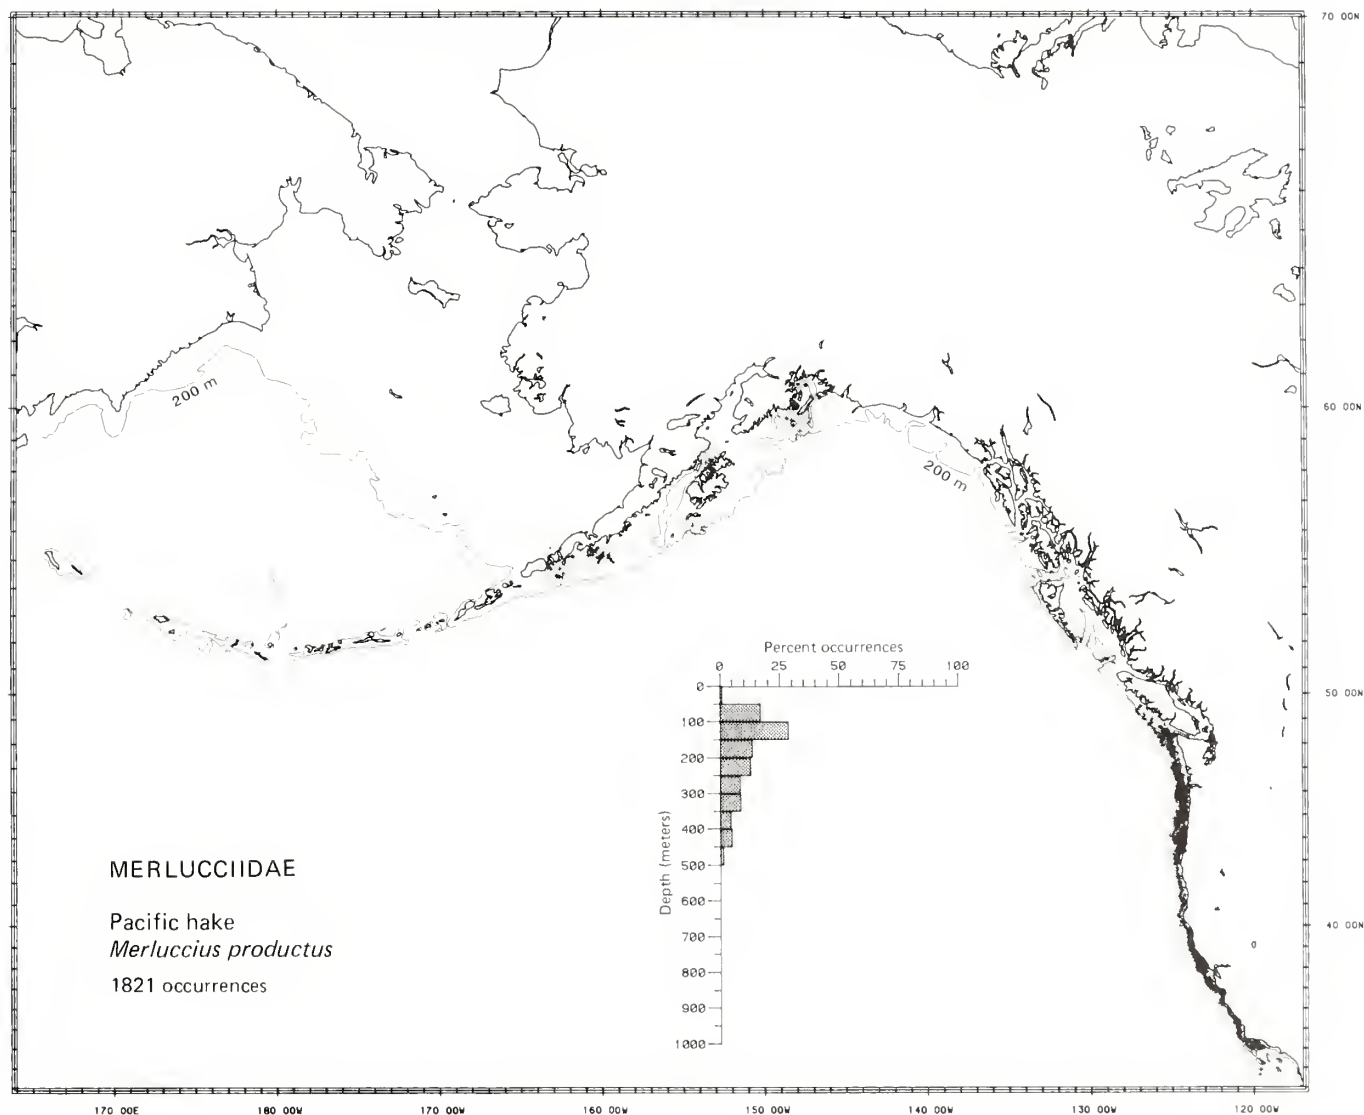 70 00N
200 m
60 00N
200 m
Percent occurrences
0 25 50 75 100
50 00N
0
100
200
300
400
500
600
700
800
900
1000
Depth (meters)
MERLUCCIIDAE
Pacific hake
Merluccius productus
1821 occurrences
40 00N
170 00E 180 00W 170 00W 160 00W 150 00W 140 00W 130 00W 120 00W